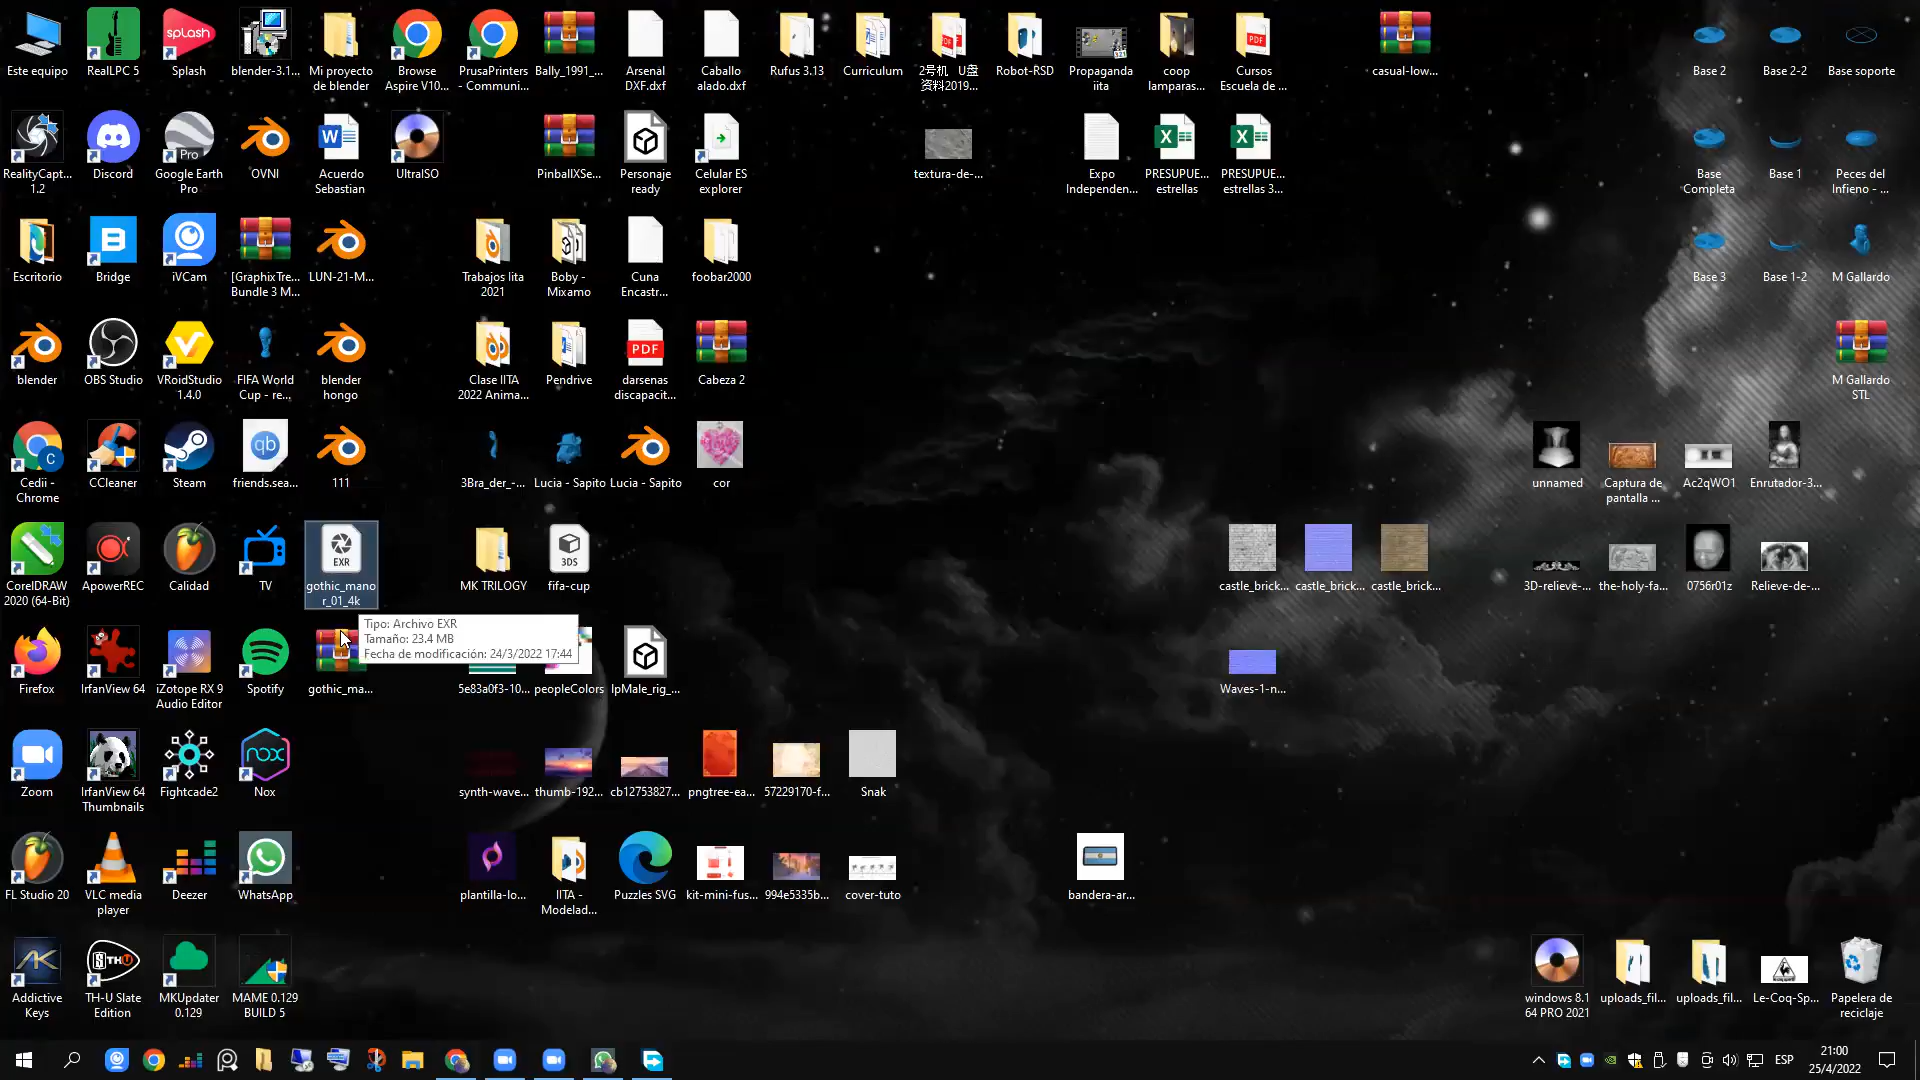 Este equipo
RealLPC 5
Splash
blender-3.1...
Mi proyecto
de blender
Browse
Aspire V10...
PrusaPrinters
- Communi...
Bally_1991_...
Arsenal
DXF.dxf
Caballo
alado.dxf
Rufus 3.13
Curriculum
2号机 U盘
资料2019...
Robot-RSD
Propaganda
iita
coop
lamparas...
Cursos
Escuela de ...
casual-low...
Base 2
Base 2-2
Base soporte
RealityCapt...
1.2
Discord
Google Earth
Pro
OVNI
Acuerdo
Sebastian
UltraISO
PinballXSe...
Personaje
ready
Celular ES
explorer
textura-de-...
Expo
Independen...
PRESUPUE...
estrellas
PRESUPUE...
estrellas 3...
Base
Completa
Base 1
Peces del
Infieno - ...
Escritorio
Bridge
iVCam
[GraphixTre...
Bundle 3 M...
LUN-21-M...
Trabajos Iita
2021
Boby -
Mixamo
Cuna
Encastr...
foobar2000
Base 3
Base 1-2
M Gallardo
blender
OBS Studio
VRoidStudio
1.4.0
FIFA World
Cup - re...
blender
hongo
Clase IITA
2022 Anima...
Pendrive
darsenas
discapacit...
Cabeza 2
M Gallardo
STL
Cedii -
Chrome
CCleaner
Steam
friends.sea...
111
3Bra_der_-...
Lucia - Sapito
Lucia - Sapito
cor
unnamed
Captura de
pantalla ...
Ac2qWO1
Enrutador-3...
CorelDRAW
2020 (64-Bit)
ApowerREC
Calidad
TV
EXR
gothic_mano
r_01_4k
MK TRILOGY
3DS
fifa-cup
castle_brick...
castle_brick...
castle_brick...
3D-relieve-...
the-holy-fa...
0756r01z
Relieve-de-...
Tipo: Archivo EXR
Tamaño: 23.4 MB
Fecha de modificación: 24/3/2022 17:44
Firefox
IrfanView 64
iZotope RX 9
Audio Editor
Spotify
gothic_ma...
5e83a0f3-10...
peopleColors
lpMale_rig_...
Waves-1-n...
Zoom
IrfanView 64
Thumbnails
Fightcade2
Nox
synth-wave...
thumb-192...
cb12753827...
pngtree-ea...
57229170-f...
Snak
FL Studio 20
VLC media
player
Deezer
WhatsApp
plantilla-lo...
IITA -
Modelad...
Puzzles SVG
kit-mini-fus...
994e5335b...
cover-tuto
bandera-ar...
Addictive
Keys
TH-U Slate
Edition
MKUpdater
0.129
MAME 0.129
BUILD 5
windows 8.1
64 PRO 2021
uploads_fil...
uploads_fil...
Le-Coq-Sp...
Papelera de
reciclaje
ESP
21:00
25/4/2022